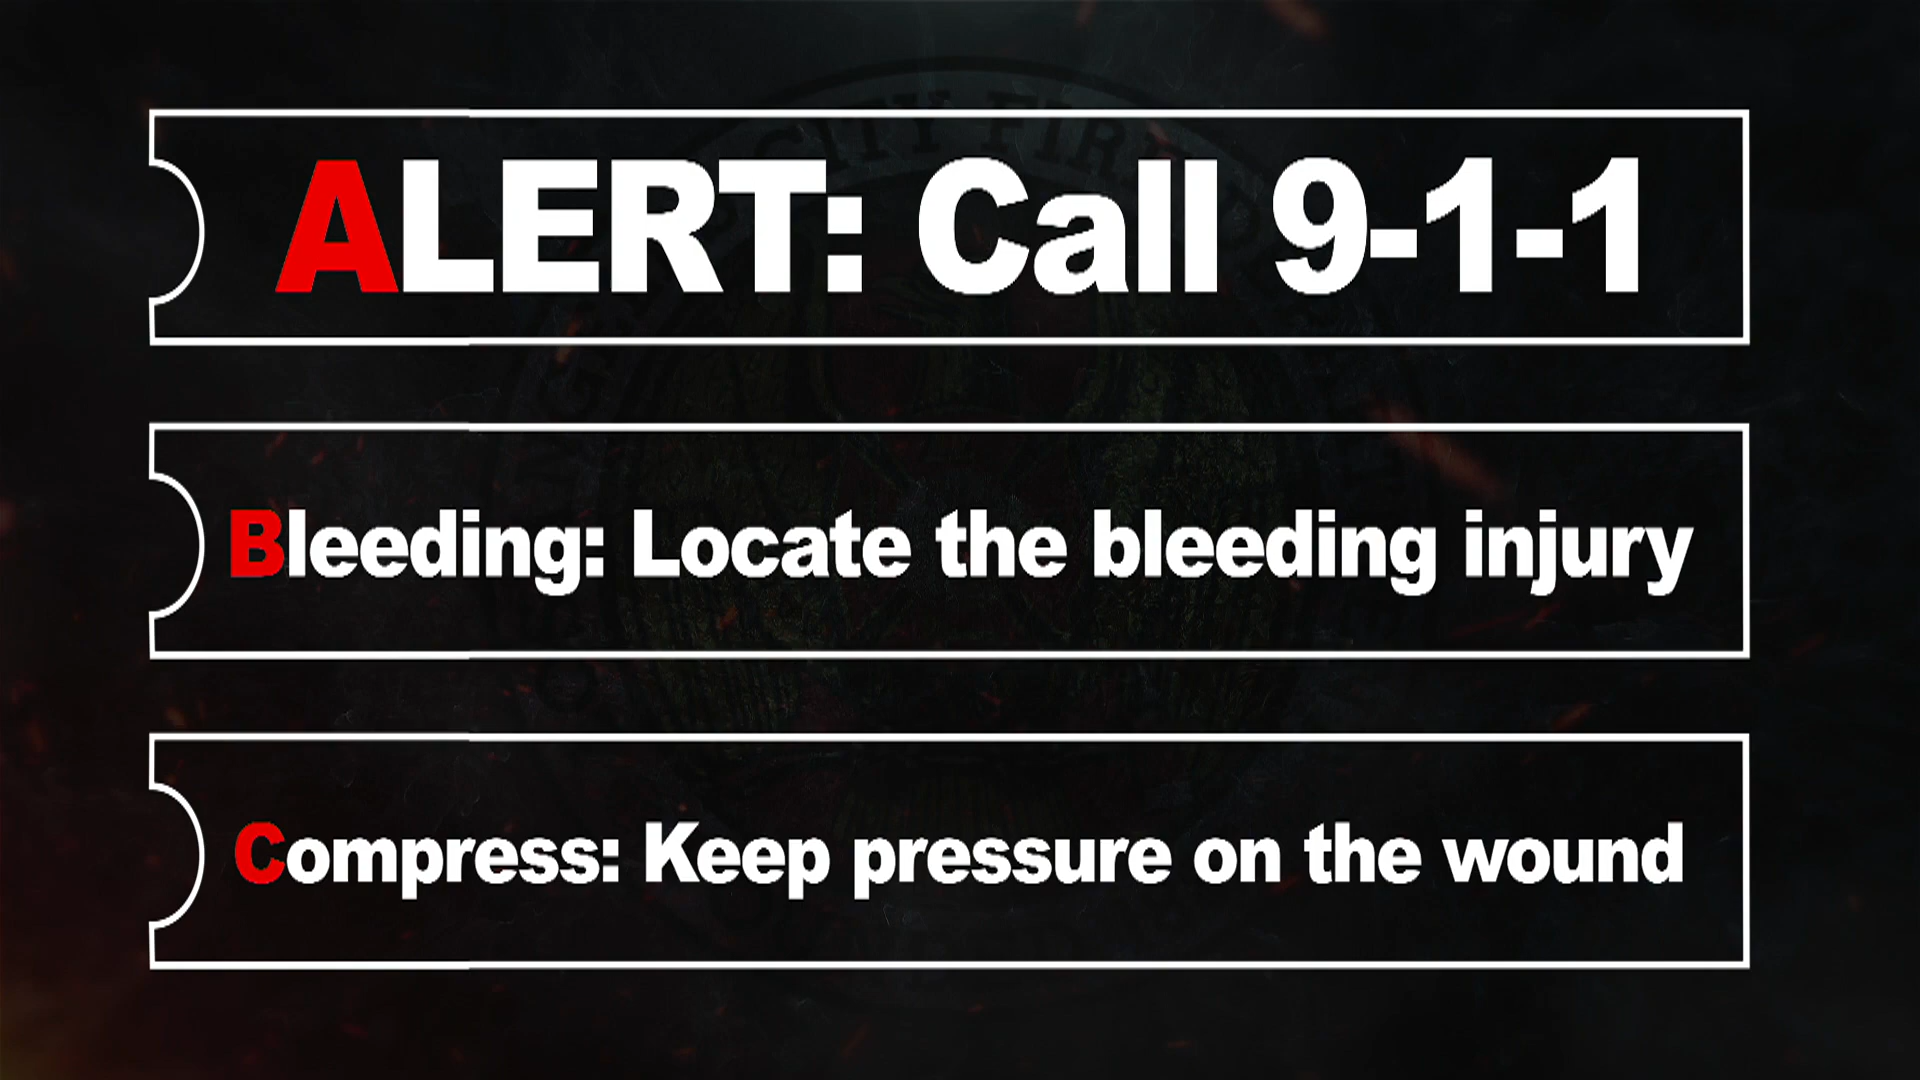 ALERT: Call 9-1-1
Bleeding: Locate the bleeding injury
Compress: Keep pressure on the wound